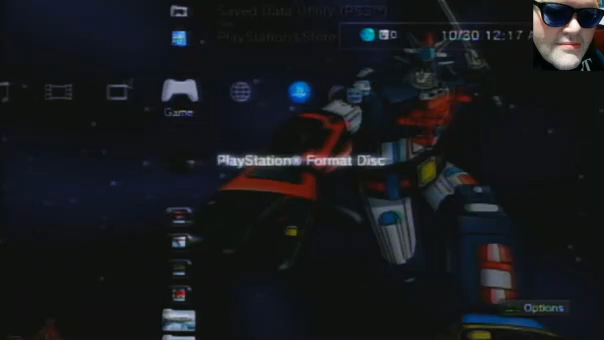 Saved Data Utility (PS3™)
PlayStation®Store
10/30 12:17 A
Game
PlayStation® Format Disc
Options